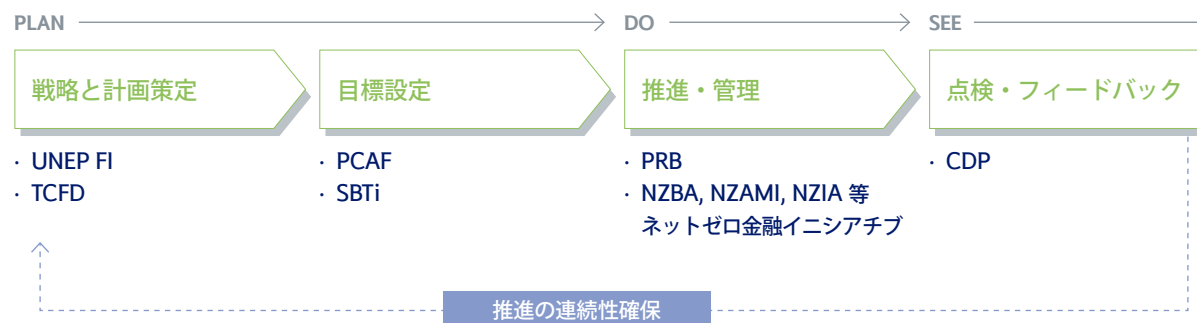 PLAN
DO
SEE
戦略と計画策定
目標設定
推進・管理
点検・フィードバック
· UNEP FI
· TCFD
· PCAF
· SBTi
· PRB
· NZBA, NZAMI, NZIA 等
ネットゼロ金融イニシアチブ
· CDP
推進の連続性確保